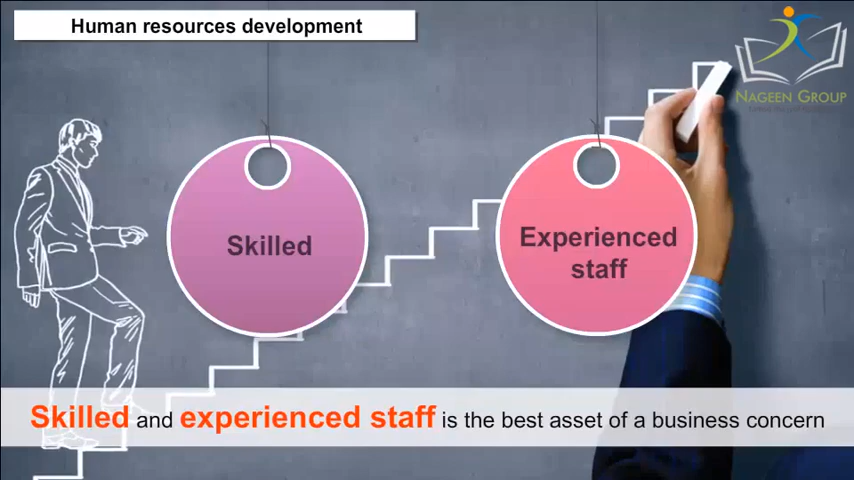 Human resources development
NAGEEN GROUP
Skilled
Experienced
staff
Skilled and experienced staff is the best asset of a business concern